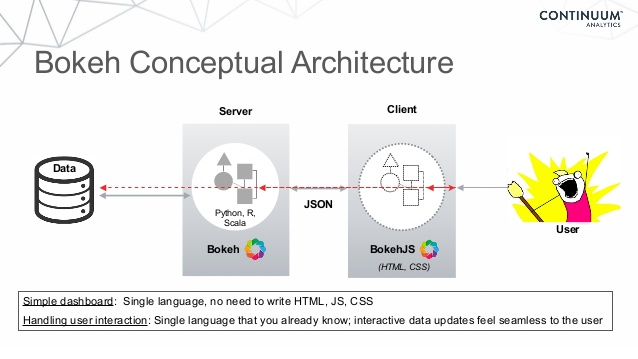 CONTINUUM™
ANALYTICS
Bokeh Conceptual Architecture
Server
Client
Data
Python, R,
Scala
JSON
User
Bokeh
BokehJS
(HTML, CSS)
Simple dashboard:  Single language, no need to write HTML, JS, CSS
Handling user interaction: Single language that you already know; interactive data updates feel seamless to the user